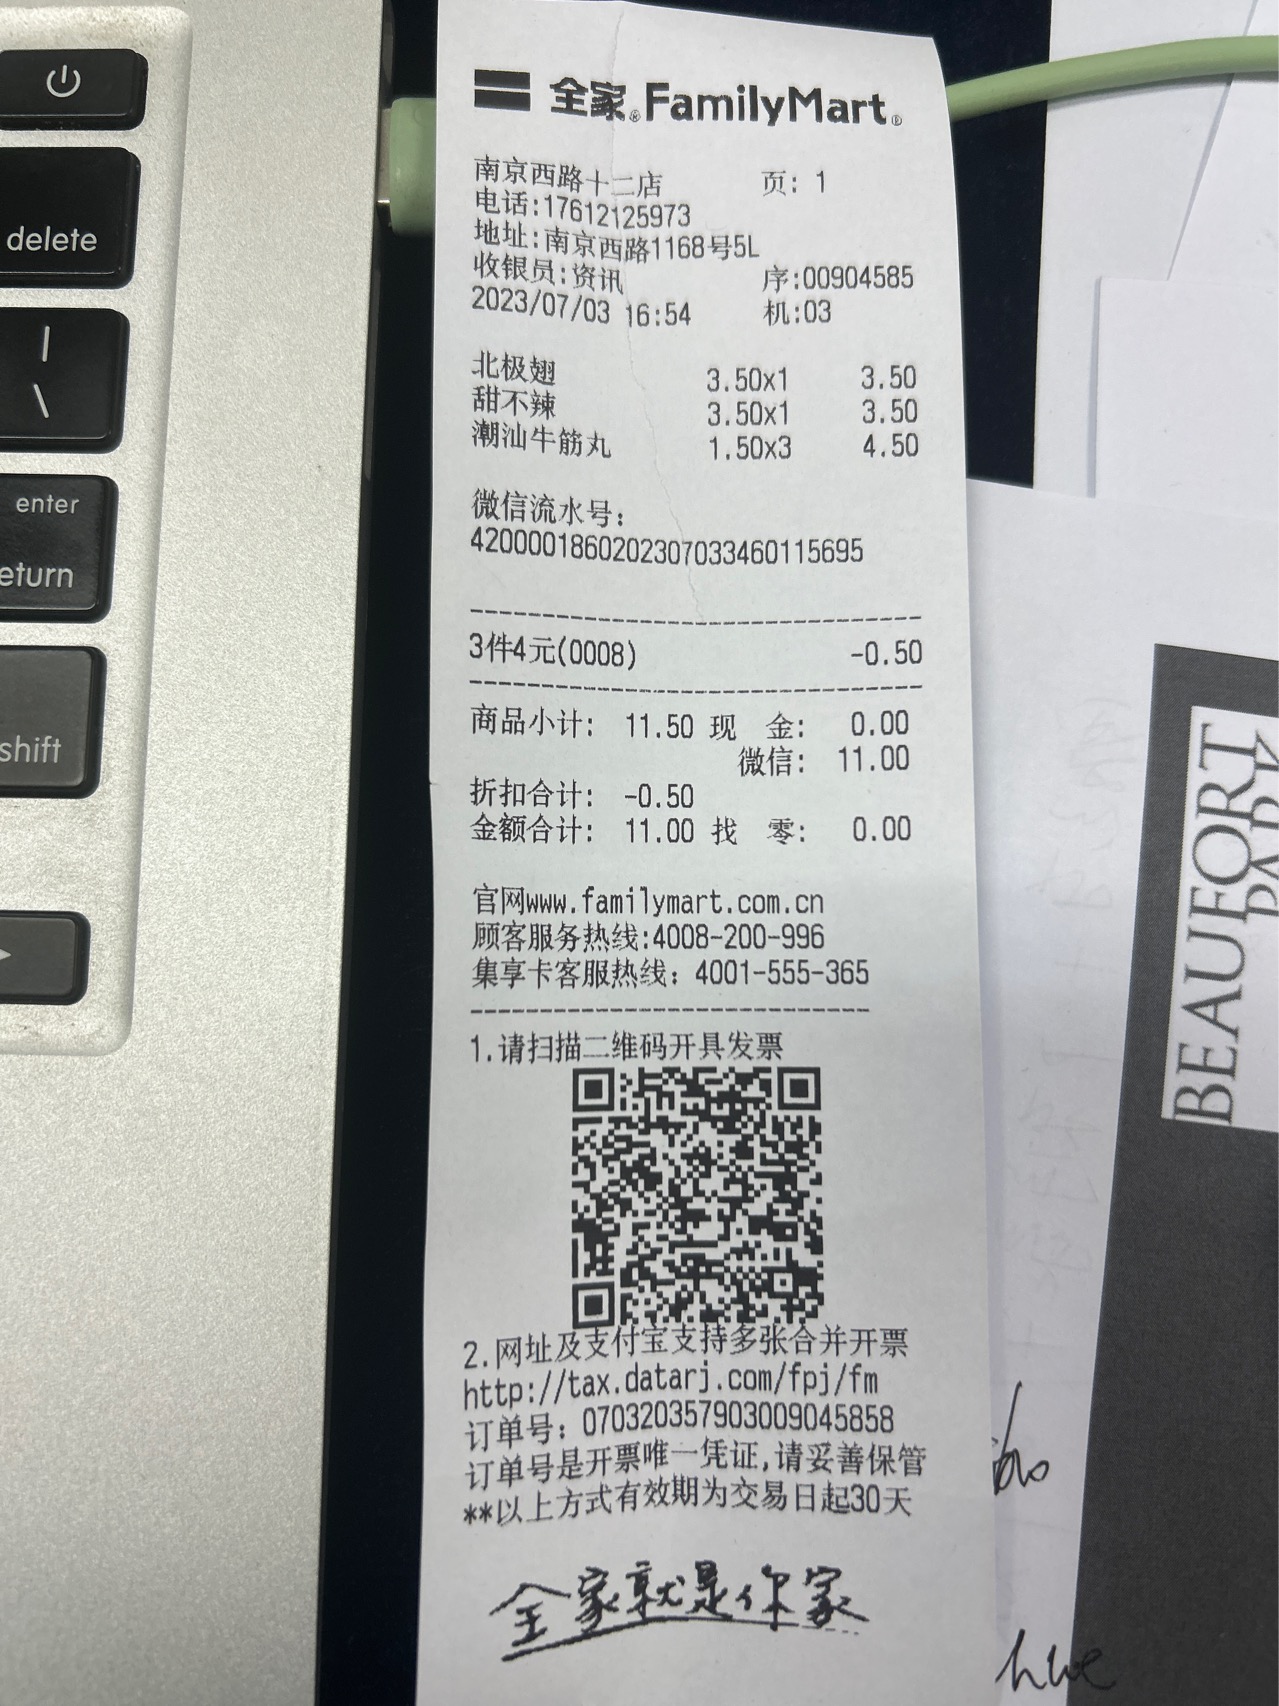 全家® FamilyMart®
南京西路十二店 页: 1
电话:17612125973
地址:南京西路1168号5L
收银员:资讯 序:00904585
2023/07/03 16:54 机:03
北极翅 3.50x1 3.50
甜不辣 3.50x1 3.50
潮汕牛筋丸 1.50x3 4.50
微信流水号:
4200001860202307033460115695
3件4元(0008) -0.50
商品小计: 11.50 现 金: 0.00
微信: 11.00
折扣合计: -0.50
金额合计: 11.00 找 零: 0.00
官网www.familymart.com.cn
顾客服务热线:4008-200-996
集享卡客服热线: 4001-555-365
1.请扫描二维码开具发票
2.网址及支付宝支持多张合并开票
http://tax.datarj.com/fpj/fm
订单号: 0703203579030090458​58
订单号是开票唯一凭证,请妥善保管
**以上方式有效期为交易日起30天
全家就是你家
delete
|
\
enter
eturn
shift
BEAUFORT
PARK